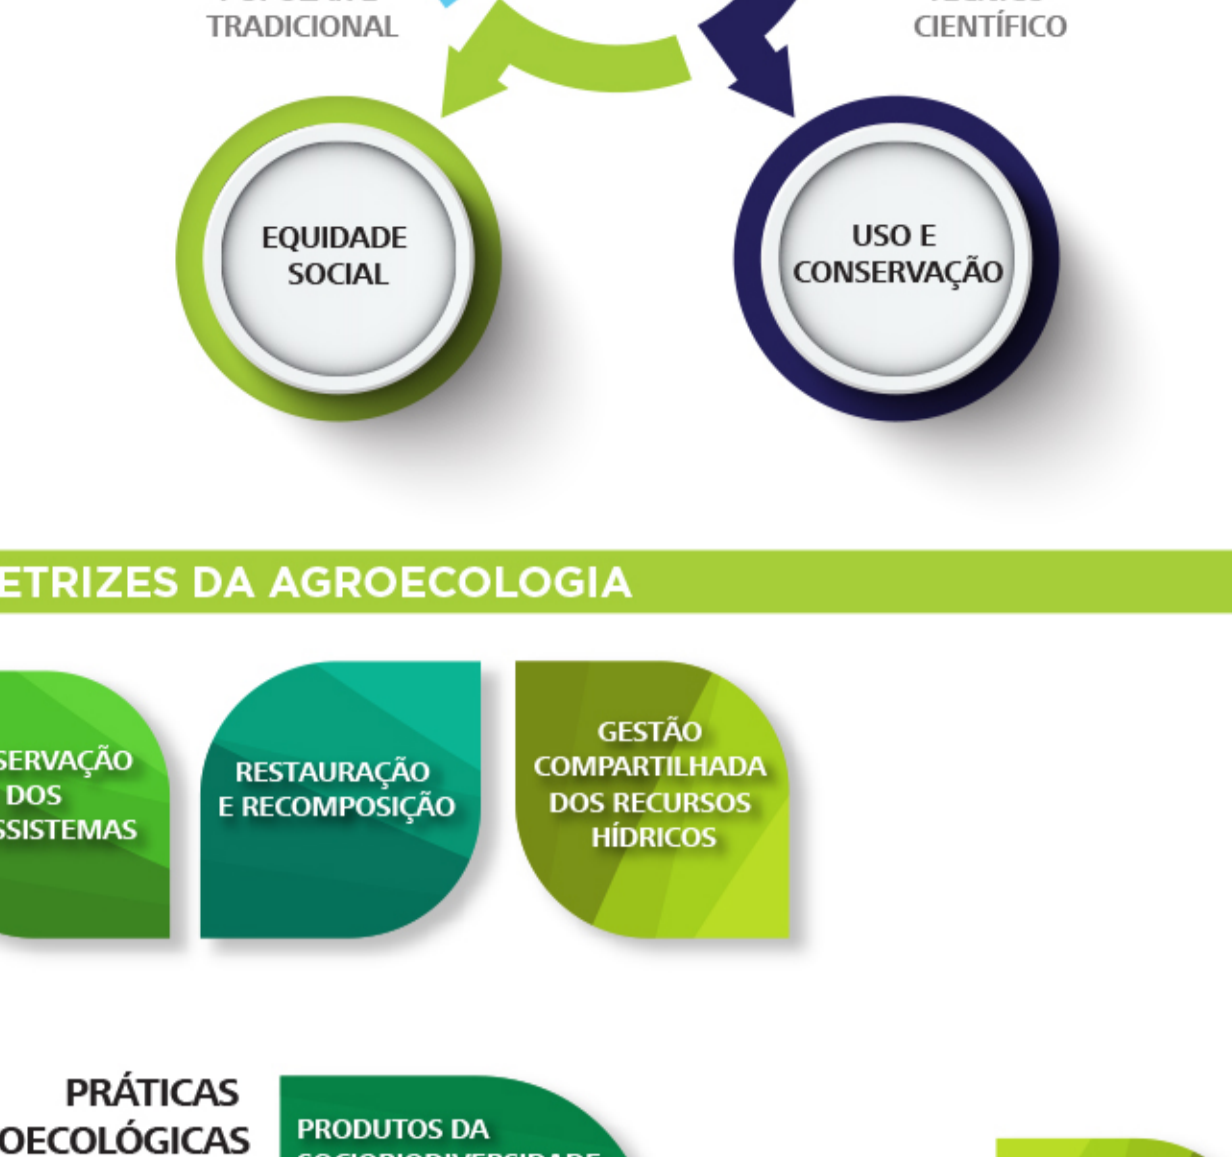 TRADICIONAL
CIENTÍFICO
EQUIDADE
SOCIAL
USO E
CONSERVAÇÃO
ETRIZES DA AGROECOLOGIA
SERVAÇÃO
DOS
SSISTEMAS
RESTAURAÇÃO
E RECOMPOSIÇÃO
GESTÃO
COMPARTILHADA
DOS RECURSOS
HÍDRICOS
PRÁTICAS
OECOLÓGICAS
PRODUTOS DA
SOCIOBIODIVERSIDADE